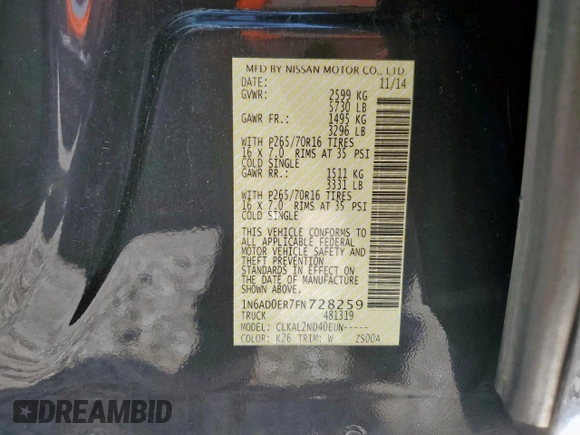 MFD BY NISSAN MOTOR CO., LTD.
DATE: 11/14
GVWR: 2599 KG
5730 LB
GAWR FR.: 1495 KG
3296 LB
WITH P265/70R16 TIRES
16 X 7.0 RIMS AT 35 PSI
COLD SINGLE
GAWR RR.: 1511 KG
3331 LB
WITH P265/70R16 TIRES
16 X 7.0 RIMS AT 35 PSI
COLD SINGLE
THIS VEHICLE CONFORMS TO
ALL APPLICABLE FEDERAL
MOTOR VEHICLE SAFETY AND
THEFT PREVENTION
STANDARDS IN EFFECT ON
THE DATE OF MANUFACTURE
SHOWN ABOVE.
1N6AD0ER7FN728259
TRUCK 481319
MODEL: CLKAL2ND40EUN-----
COLOR: K26 TRIM: W ZS00A
DREAMBID